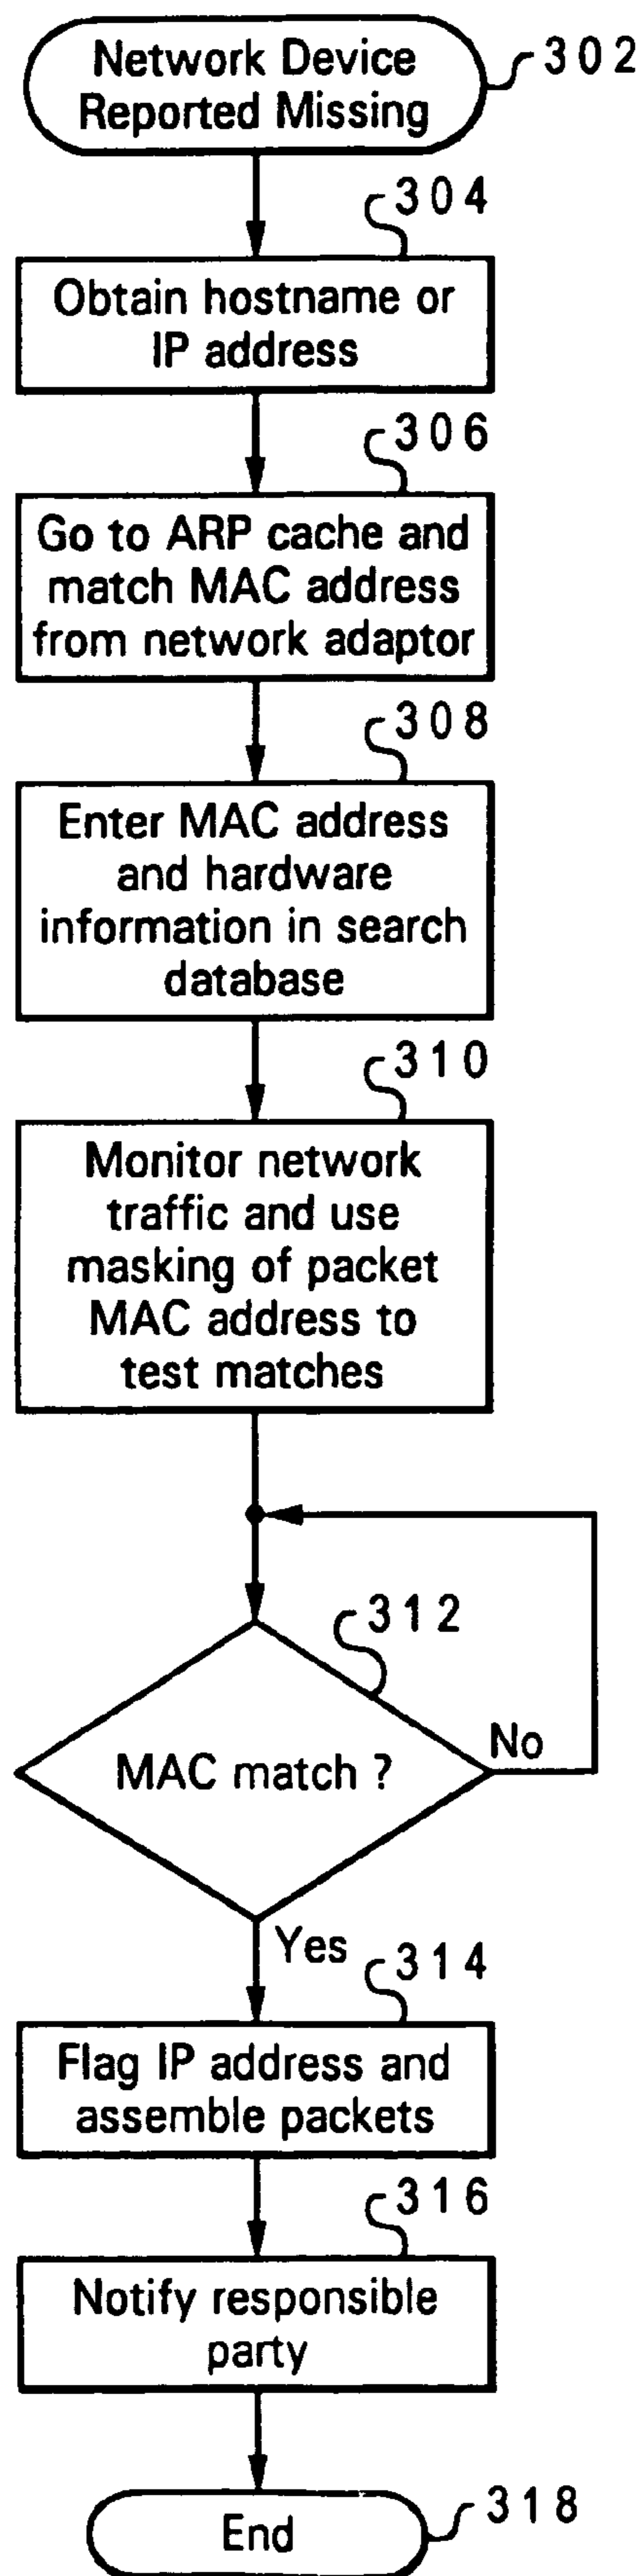 Network Device
Reported Missing
302
304
Obtain hostname or
IP address
306
Go to ARP cache and
match MAC address
from network adaptor
308
Enter MAC address
and hardware
information in search
database
310
Monitor network
traffic and use
masking of packet
MAC address to
test matches
312
MAC match ?
No
Yes
314
Flag IP address and
assemble packets
316
Notify responsible
party
End
318